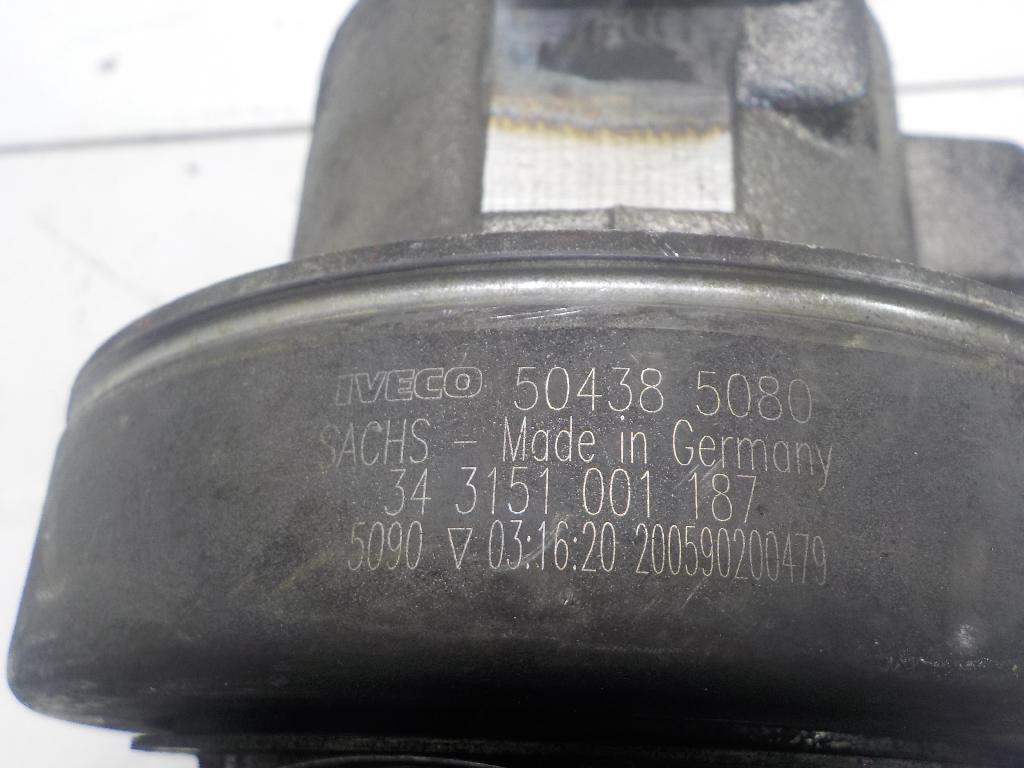 IVECO 50438 5080
SACHS - Made in Germany
34 3151 001 187
5090 ▽ 03:16:20 200590200479